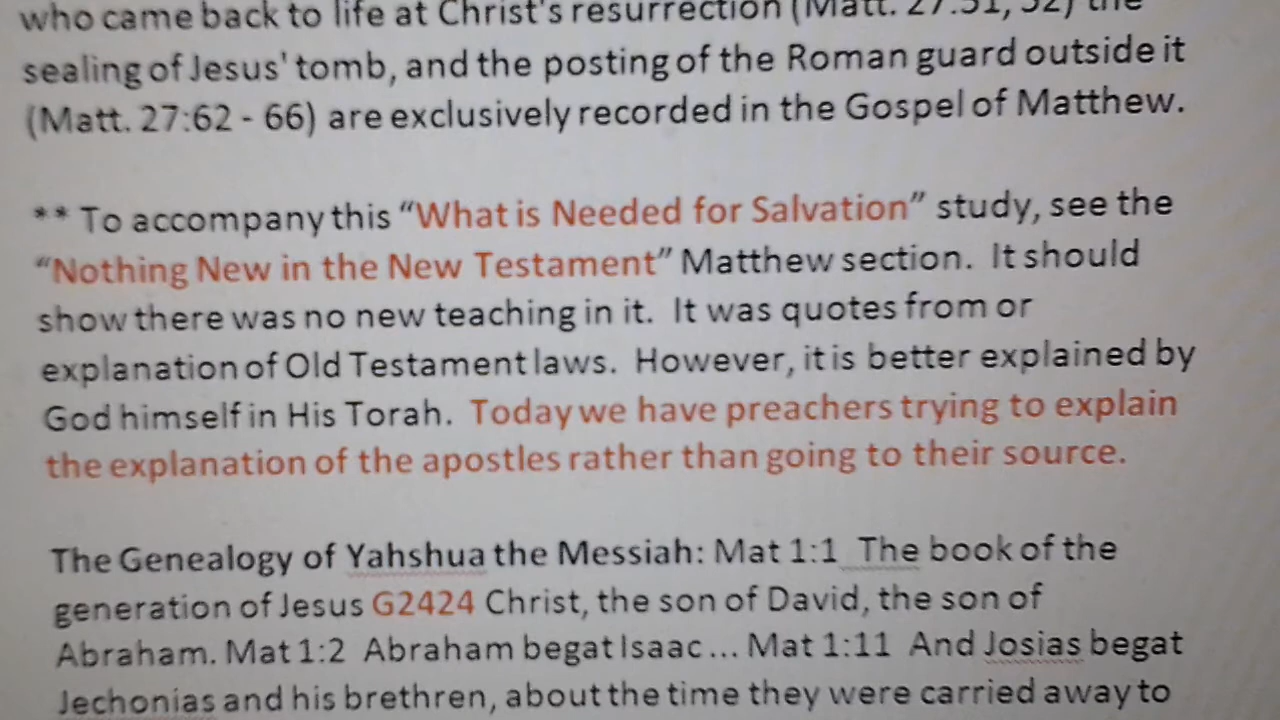 who came back to life at Christ's resurrection (Matt. 27:51, 52) the
sealing of Jesus' tomb, and the posting of the Roman guard outside it
(Matt. 27:62 - 66) are exclusively recorded in the Gospel of Matthew.
** To accompany this “What is Needed for Salvation” study, see the
“Nothing New in the New Testament” Matthew section. It should
show there was no new teaching in it. It was quotes from or
explanation of Old Testament laws. However, it is better explained by
God himself in His Torah. Today we have preachers trying to explain
the explanation of the apostles rather than going to their source.
The Genealogy of Yahshua the Messiah: Mat 1:1 The book of the
generation of Jesus G2424 Christ, the son of David, the son of
Abraham. Mat 1:2 Abraham begat Isaac ... Mat 1:11 And Josias begat
Jechonias and his brethren, about the time they were carried away to